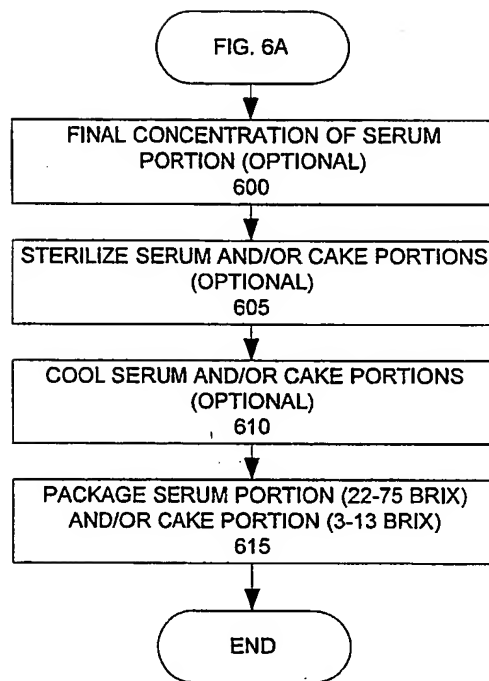 FIG. 6A
FINAL CONCENTRATION OF SERUM
PORTION (OPTIONAL)
600
STERILIZE SERUM AND/OR CAKE PORTIONS
(OPTIONAL)
605
COOL SERUM AND/OR CAKE PORTIONS
(OPTIONAL)
610
PACKAGE SERUM PORTION (22-75 BRIX)
AND/OR CAKE PORTION (3-13 BRIX)
615
END